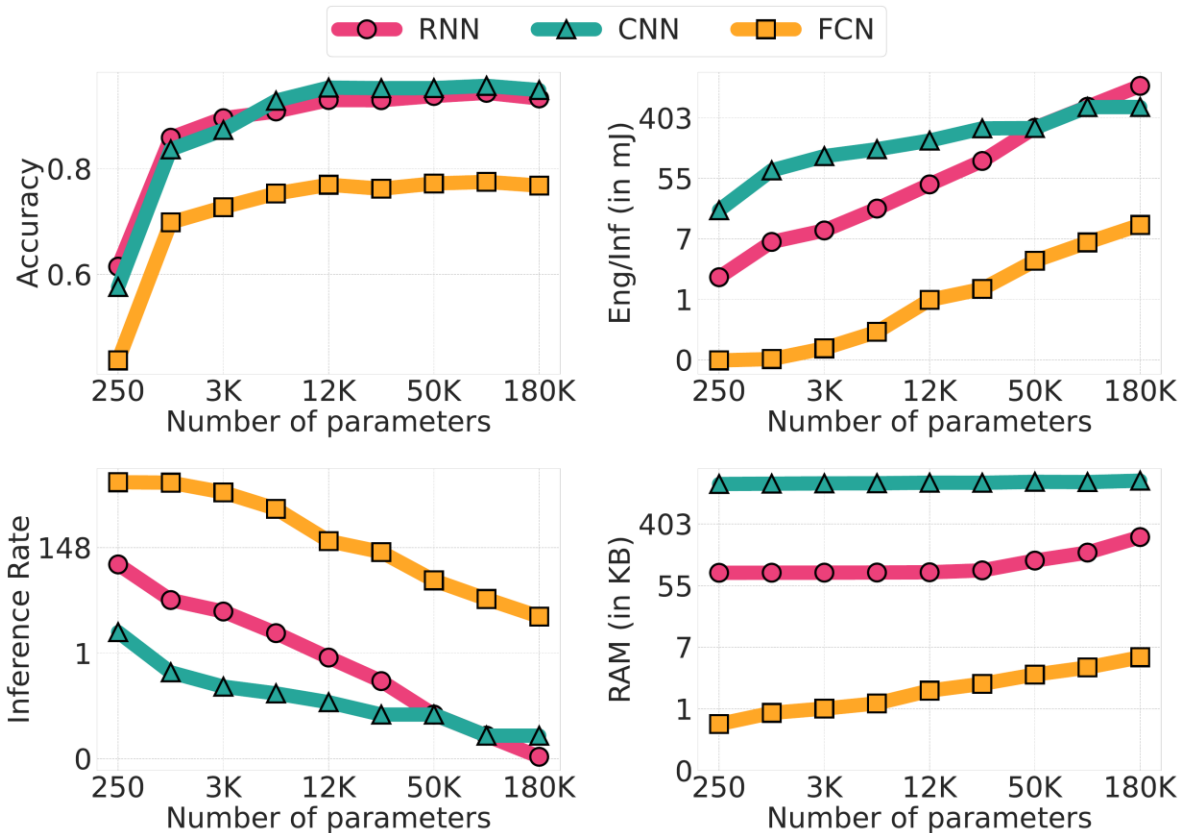 RNN CNN FCN
Accuracy
0.8
0.6
250 3K 12K 50K 180K
Number of parameters
Eng/Inf (in mJ)
403
55
7
1
0
250 3K 12K 50K 180K
Number of parameters
Inference Rate
148
1
0
250 3K 12K 50K 180K
Number of parameters
RAM (in KB)
403
55
7
1
0
250 3K 12K 50K 180K
Number of parameters